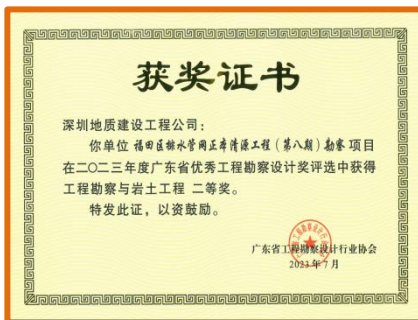 获奖证书
深圳地质建设工程公司：
你单位 福田区排水管网正本清源工程（第八期）勘察 项目
在二〇二三年度广东省优秀工程勘察设计奖评选中获得
工程勘察与岩土工程 二等奖。
特发此证，以资鼓励。
广东省工程勘察设计行业协会
2023年7月